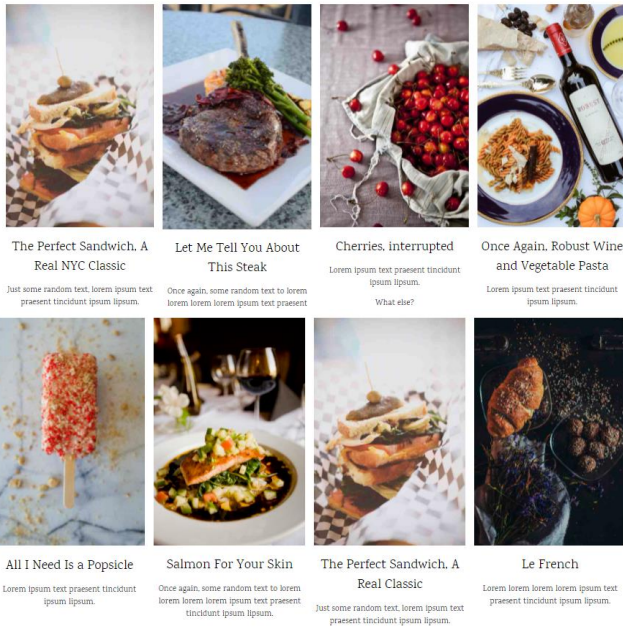 The Perfect Sandwich, A
Real NYC Classic
Just some random text, lorem ipsum text
praesent tincidunt ipsum lipsum.
Let Me Tell You About
This Steak
Once again, some random text to lorem
lorem lorem lorem ipsum text praesent
Cherries, interrupted
Lorem ipsum text praesent tincidunt
ipsum lipsum.
What else?
Once Again, Robust Wine
and Vegetable Pasta
Lorem ipsum text praesent tincidunt
ipsum lipsum.
All I Need Is a Popsicle
Lorem ipsum text praesent tincidunt
ipsum lipsum.
Salmon For Your Skin
Once again, some random text to lorem
lorem lorem lorem ipsum text praesent
tincidunt ipsum lipsum.
The Perfect Sandwich, A
Real Classic
Just some random text, lorem ipsum text
praesent tincidunt ipsum lipsum.
Le French
Lorem lorem lorem lorem ipsum text
praesent tincidunt ipsum lipsum.